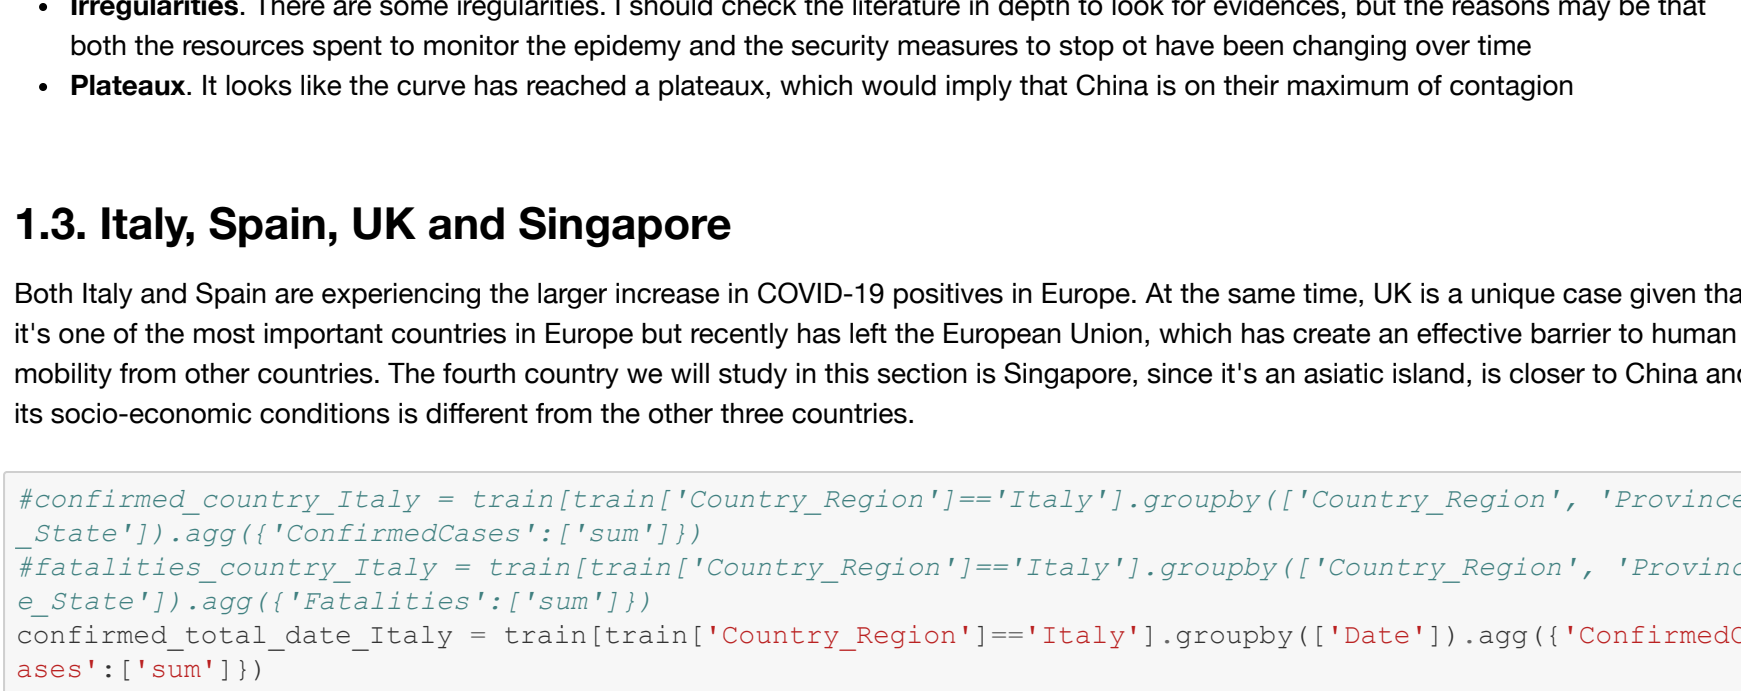 Irregularities. There are some iregularities. I should check the literature in depth to look for evidences, but the reasons may be that
both the resources spent to monitor the epidemy and the security measures to stop ot have been changing over time
Plateaux. It looks like the curve has reached a plateaux, which would imply that China is on their maximum of contagion
1.3. Italy, Spain, UK and Singapore
Both Italy and Spain are experiencing the larger increase in COVID-19 positives in Europe. At the same time, UK is a unique case given tha
it's one of the most important countries in Europe but recently has left the European Union, which has create an effective barrier to human
mobility from other countries. The fourth country we will study in this section is Singapore, since it's an asiatic island, is closer to China and
its socio-economic conditions is different from the other three countries.
#confirmed_country_Italy = train[train['Country_Region']=='Italy'].groupby(['Country_Region', 'Province
_State']).agg({'ConfirmedCases':['sum']})
#fatalities_country_Italy = train[train['Country_Region']=='Italy'].groupby(['Country_Region', 'Provinc
e_State']).agg({'Fatalities':['sum']})
confirmed_total_date_Italy = train[train['Country_Region']=='Italy'].groupby(['Date']).agg({'ConfirmedC
ases':['sum']})